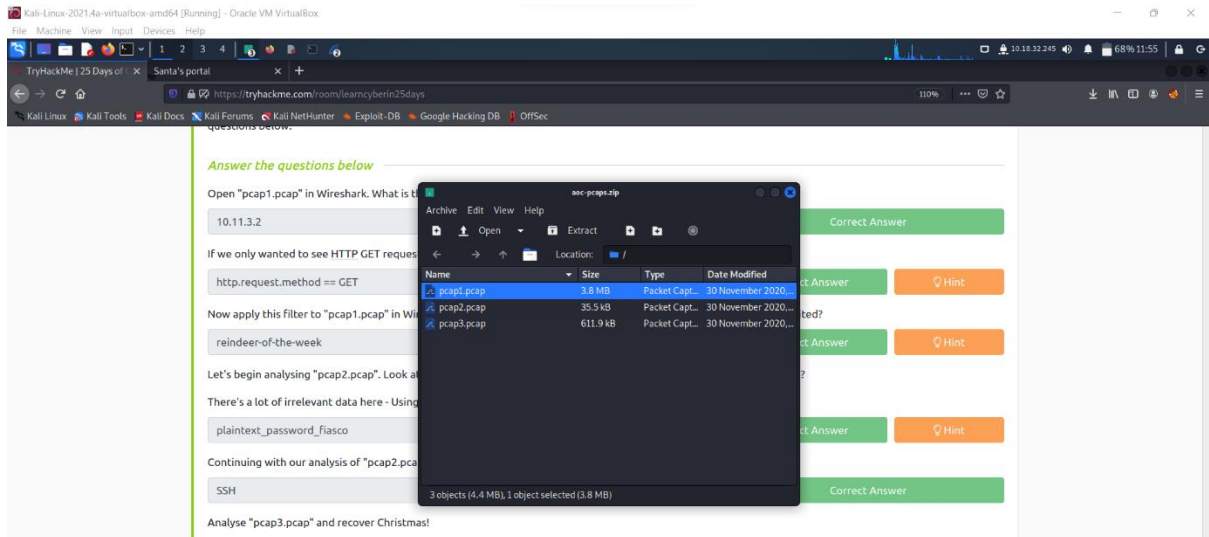 Kali-Linux-2021.4a-virtualbox-amd64 [Running] - Oracle VM VirtualBox
File Machine View Input Devices Help
1 2 3 4
10.18.32.245
68% 11:55
TryHackMe | 25 Days of
Santa's portal
https://tryhackme.com/room/learncyberin25days
110%
Kali Linux Kali Tools Kali Docs Kali Forums Kali NetHunter Exploit-DB Google Hacking DB OffSec
questions below.
Answer the questions below
Open "pcap1.pcap" in Wireshark. What is
10.11.3.2
Correct Answer
If we only wanted to see HTTP GET reques
http.request.method == GET
ct Answer
Hint
Now apply this filter to "pcap1.pcap" in Wi
ited?
reindeer-of-the-week
ct Answer
Hint
Let's begin analysing "pcap2.pcap". Look a
?
There's a lot of irrelevant data here - Using
plaintext_password_fiasco
ct Answer
Hint
Continuing with our analysis of "pcap2.pca
SSH
Correct Answer
Analyse "pcap3.pcap" and recover Christmas!
aoc-pcaps.zip
Archive Edit View Help
Open Extract
Location: /
Name Size Type Date Modified
pcap1.pcap 3.8 MB Packet Capt... 30 November 2020,...
pcap2.pcap 35.5 kB Packet Capt... 30 November 2020,...
pcap3.pcap 611.9 kB Packet Capt... 30 November 2020,...
3 objects (4.4 MB), 1 object selected (3.8 MB)